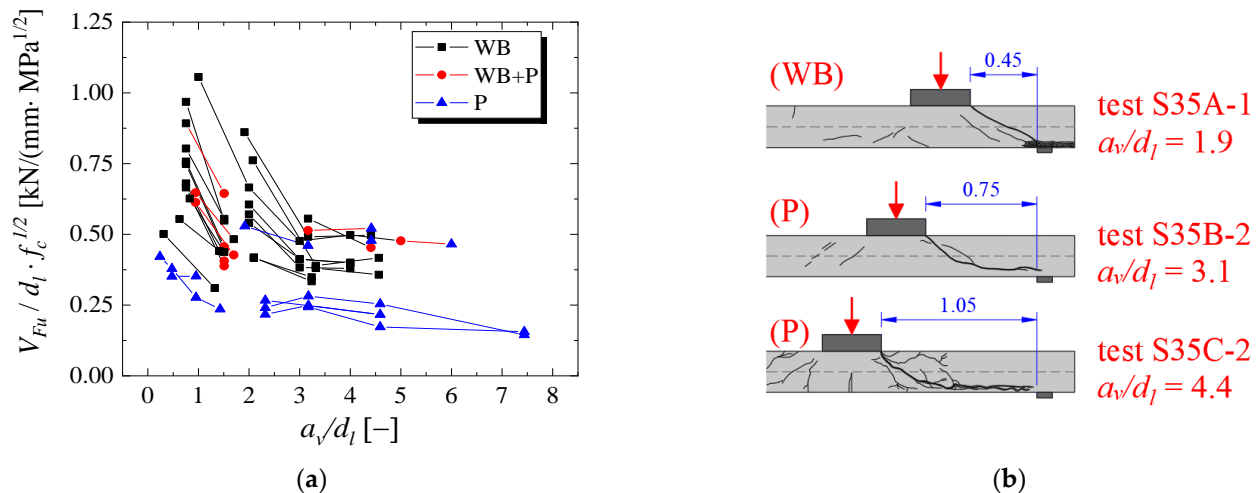 1.25
1.00
0.75
0.50
0.25
0.00
V_Fu / d_l · f_c^1/2 [kN/(mm· MPa^1/2)]
WB
WB+P
P
0 1 2 3 4 5 6 7 8
a_v/d_l [−]
(a)
(WB)
0.45
test S35A-1
a_v/d_l = 1.9
(P)
0.75
test S35B-2
a_v/d_l = 3.1
(P)
1.05
test S35C-2
a_v/d_l = 4.4
(b)